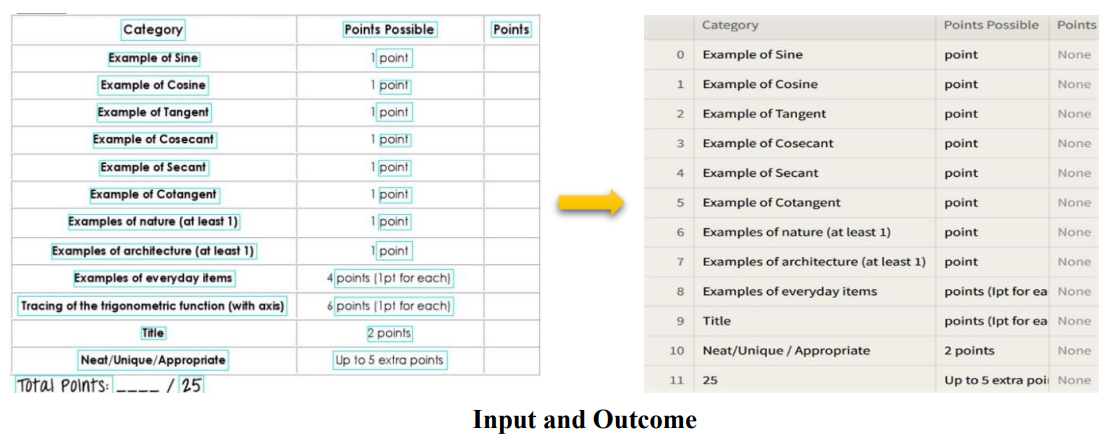 Category Points Possible Points
Example of Sine 1 point
Example of Cosine 1 point
Example of Tangent 1 point
Example of Cosecant 1 point
Example of Secant 1 point
Example of Cotangent 1 point
Examples of nature (at least 1) 1 point
Examples of architecture (at least 1) 1 point
Examples of everyday items 4 points (1pt for each)
Tracing of the trigonometric function (with axis) 6 points (1pt for each)
Title 2 points
Neat/Unique/Appropriate Up to 5 extra points
Total Points: ____ / 25
Category Points Possible Points
0 Example of Sine point None
1 Example of Cosine point None
2 Example of Tangent point None
3 Example of Cosecant point None
4 Example of Secant point None
5 Example of Cotangent point None
6 Examples of nature (at least 1) point None
7 Examples of architecture (at least 1) point None
8 Examples of everyday items points (lpt for ea None
9 Title points (lpt for ea None
10 Neat/Unique / Appropriate 2 points None
11 25 Up to 5 extra poi None
Input and Outcome